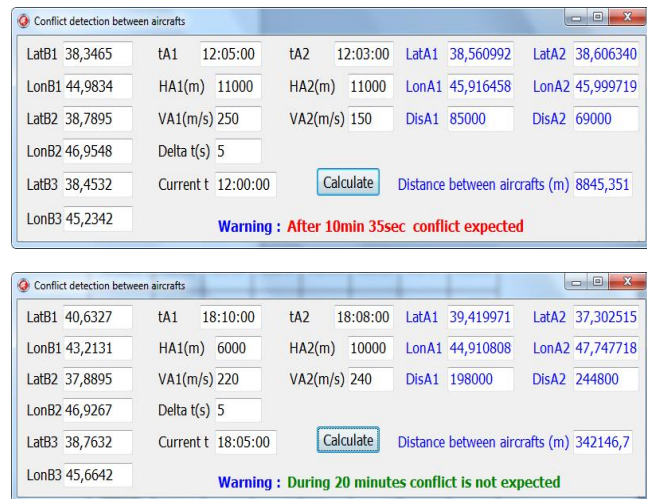 Conflict detection between aircrafts
LatB1 38,3465 tA1 12:05:00 tA2 12:03:00 LatA1 38,560992 LatA2 38,606340
LonB1 44,9834 HA1(m) 11000 HA2(m) 11000 LonA1 45,916458 LonA2 45,999719
LatB2 38,7895 VA1(m/s) 250 VA2(m/s) 150 DisA1 85000 DisA2 69000
LonB2 46,9548 Delta t(s) 5
LatB3 38,4532 Current t 12:00:00 Calculate Distance between aircrafts (m) 8845,351
LonB3 45,2342 Warning : After 10min 35sec conflict expected
Conflict detection between aircrafts
LatB1 40,6327 tA1 18:10:00 tA2 18:08:00 LatA1 39,419971 LatA2 37,302515
LonB1 43,2131 HA1(m) 6000 HA2(m) 10000 LonA1 44,910808 LonA2 47,747718
LatB2 37,8895 VA1(m/s) 220 VA2(m/s) 240 DisA1 198000 DisA2 244800
LonB2 46,9267 Delta t(s) 5
LatB3 38,7632 Current t 18:05:00 Calculate Distance between aircrafts (m) 342146,7
LonB3 45,6642 Warning : During 20 minutes conflict is not expected